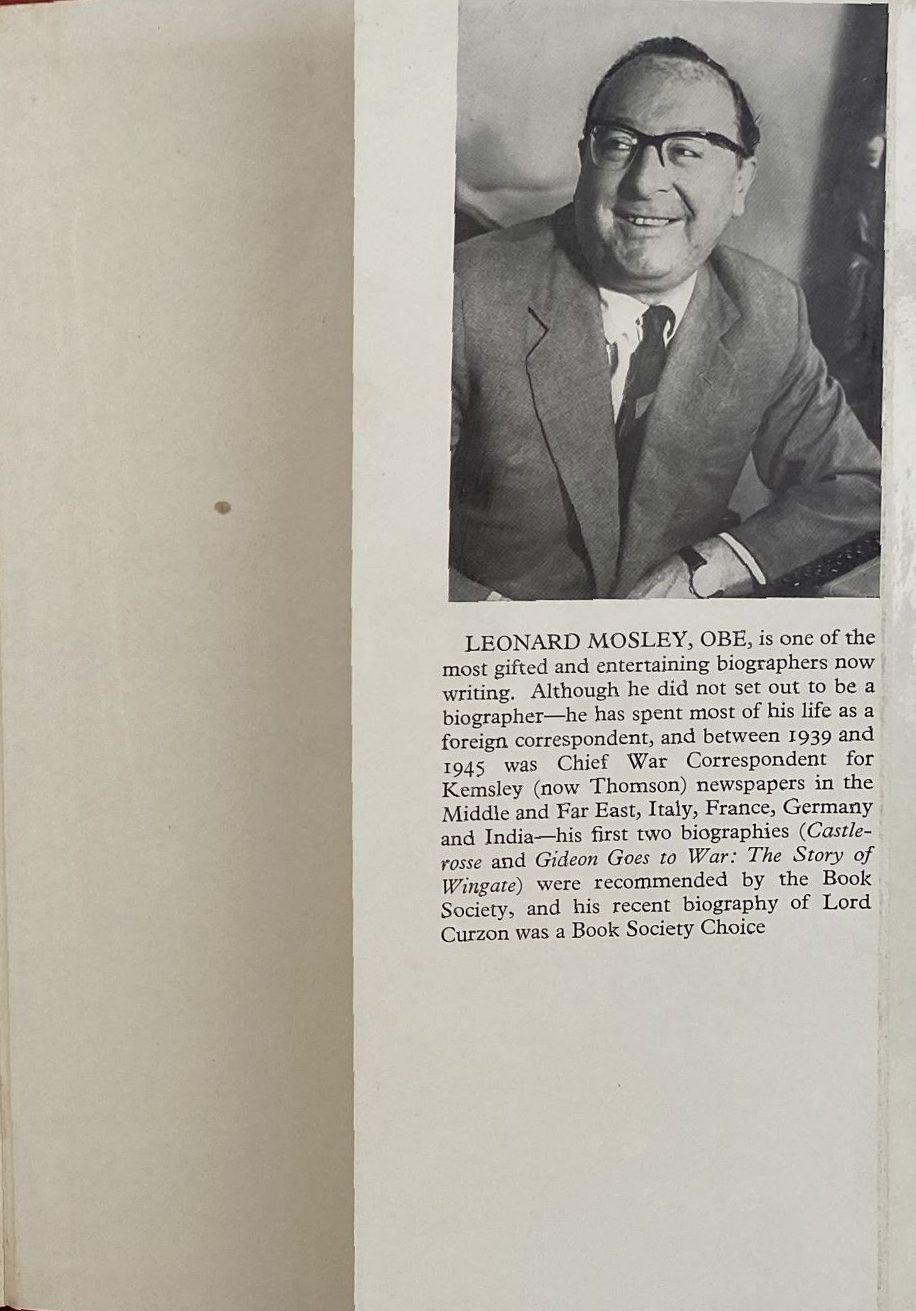 LEONARD MOSLEY, OBE, is one of the
most gifted and entertaining biographers now
writing. Although he did not set out to be a
biographer—he has spent most of his life as a
foreign correspondent, and between 1939 and
1945 was Chief War Correspondent for
Kemsley (now Thomson) newspapers in the
Middle and Far East, Italy, France, Germany
and India—his first two biographies (Castle-
rosse and Gideon Goes to War: The Story of
Wingate) were recommended by the Book
Society, and his recent biography of Lord
Curzon was a Book Society Choice